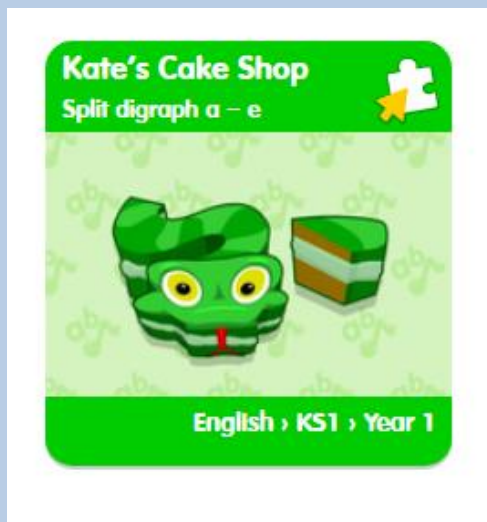 Kate's Cake Shop
Split digraph a – e
English › KS1 › Year 1